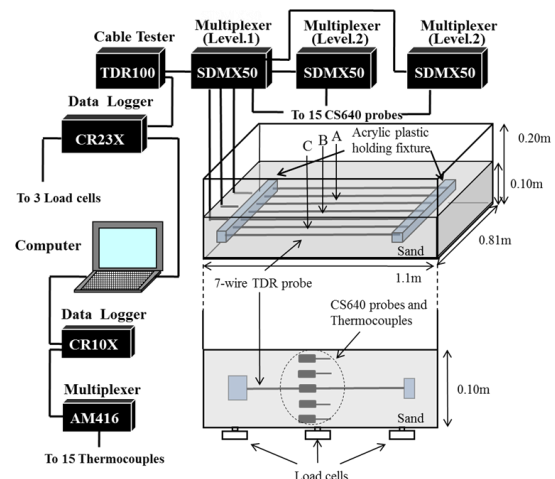 Cable Tester
Multiplexer
(Level.1)
Multiplexer
(Level.2)
Multiplexer
(Level.2)
TDR100
SDMX50
SDMX50
SDMX50
Data Logger
CR23X
To 15 CS640 probes
C B A
Acrylic plastic
holding fixture
0.20m
0.10m
To 3 Load cells
Computer
Sand
0.81m
1.1m
7-wire TDR probe
CS640 probes and
Thermocouples
Data Logger
CR10X
0.10m
Multiplexer
AM416
Sand
To 15 Thermocouples
Load cells